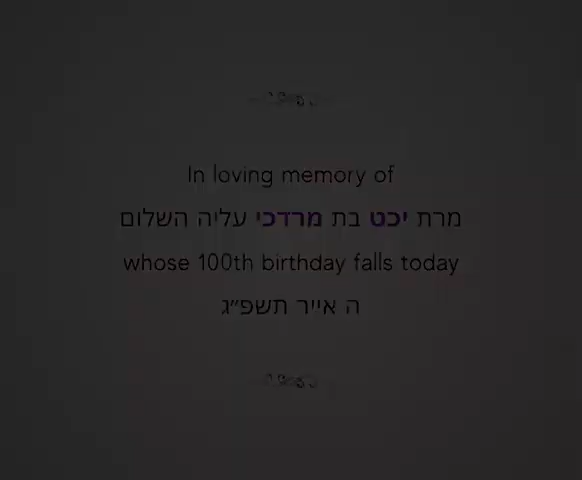 In loving memory of
מרת יכט בת מרדכי עליה השלום
whose 100th birthday falls today
ה אייר תשפ״ג